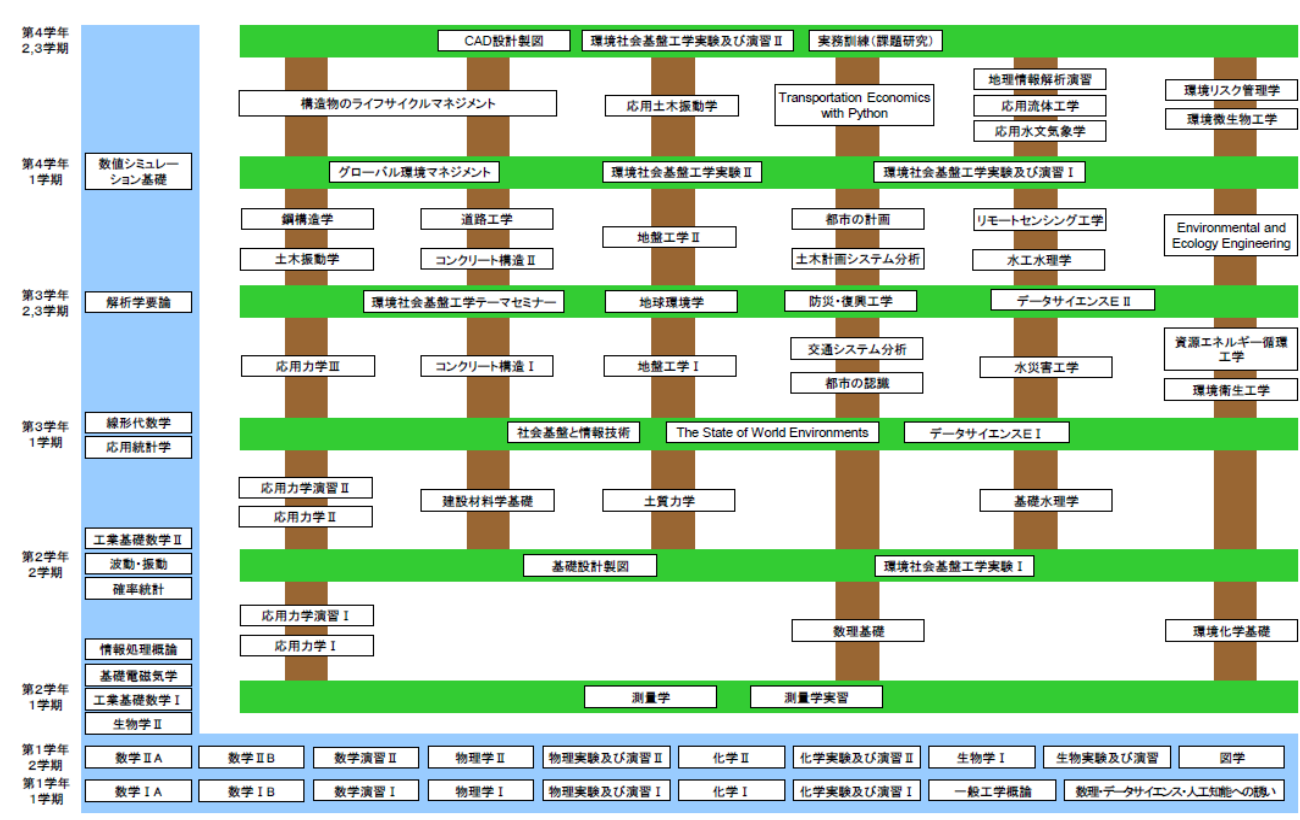 第4学年
2,3学期
CAD設計製図
環境社会基盤工学実験及び演習Ⅱ
実務訓練(課題研究)
構造物のライフサイクルマネジメント
応用土木振動学
Transportation Economics
with Python
地理情報解析演習
応用流体工学
応用水文気象学
環境リスク管理学
環境微生物工学
第4学年
1学期
数値シミュレー
ション基礎
グローバル環境マネジメント
環境社会基盤工学実験Ⅱ
環境社会基盤工学実験及び演習Ⅰ
鋼構造学
道路工学
地盤工学Ⅱ
都市の計画
リモートセンシング工学
Environmental and
Ecology Engineering
土木振動学
コンクリート構造Ⅱ
土木計画システム分析
水工水理学
第3学年
2,3学期
解析学要論
環境社会基盤工学テーマセミナー
地球環境学
防災・復興工学
データサイエンスEⅡ
応用力学Ⅲ
コンクリート構造Ⅰ
地盤工学Ⅰ
交通システム分析
都市の認識
水災害工学
資源エネルギー循環
工学
環境衛生工学
第3学年
1学期
線形代数学
応用統計学
社会基盤と情報技術
The State of World Environments
データサイエンスEⅠ
応用力学演習Ⅱ
応用力学Ⅱ
建設材料学基礎
土質力学
基礎水理学
第2学年
2学期
工業基礎数学Ⅱ
波動・振動
確率統計
基礎設計製図
環境社会基盤工学実験Ⅰ
応用力学演習Ⅰ
応用力学Ⅰ
数理基礎
環境化学基礎
第2学年
1学期
情報処理概論
基礎電磁気学
工業基礎数学Ⅰ
生物学Ⅱ
測量学
測量学実習
第1学年
2学期
数学ⅡA
数学ⅡB
数学演習Ⅱ
物理学Ⅱ
物理実験及び演習Ⅱ
化学Ⅱ
化学実験及び演習Ⅱ
生物学Ⅰ
生物実験及び演習
図学
第1学年
1学期
数学ⅠA
数学ⅠB
数学演習Ⅰ
物理学Ⅰ
物理実験及び演習Ⅰ
化学Ⅰ
化学実験及び演習Ⅰ
一般工学概論
数理・データサイエンス・人工知能への誘い